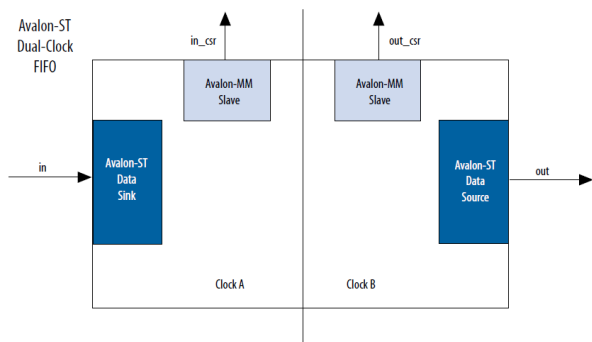 Avalon-ST
Dual-Clock
FIFO
in_csr
out_csr
Avalon-MM
Slave
Avalon-MM
Slave
in
Avalon-ST
Data
Sink
Avalon-ST
Data
Source
out
Clock A
Clock B